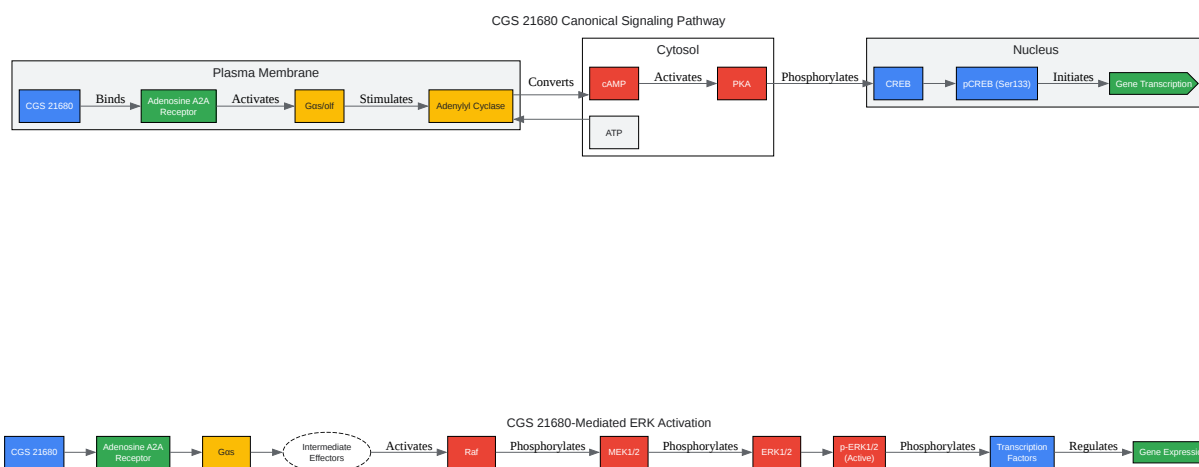 CGS 21680 Canonical Signaling Pathway
Plasma Membrane
Cytosol
Nucleus
CGS 21680
Binds
Adenosine A2A
Receptor
Activates
Gαs/olf
Stimulates
Adenylyl Cyclase
Converts
cAMP
Activates
PKA
Phosphorylates
CREB
pCREB (Ser133)
Initiates
Gene Transcription
ATP
CGS 21680-Mediated ERK Activation
CGS 21680
Adenosine A2A
Receptor
Gαs
Intermediate
Effectors
Activates
Raf
Phosphorylates
MEK1/2
Phosphorylates
ERK1/2
p-ERK1/2
(Active)
Phosphorylates
Transcription
Factors
Regulates
Gene Expres